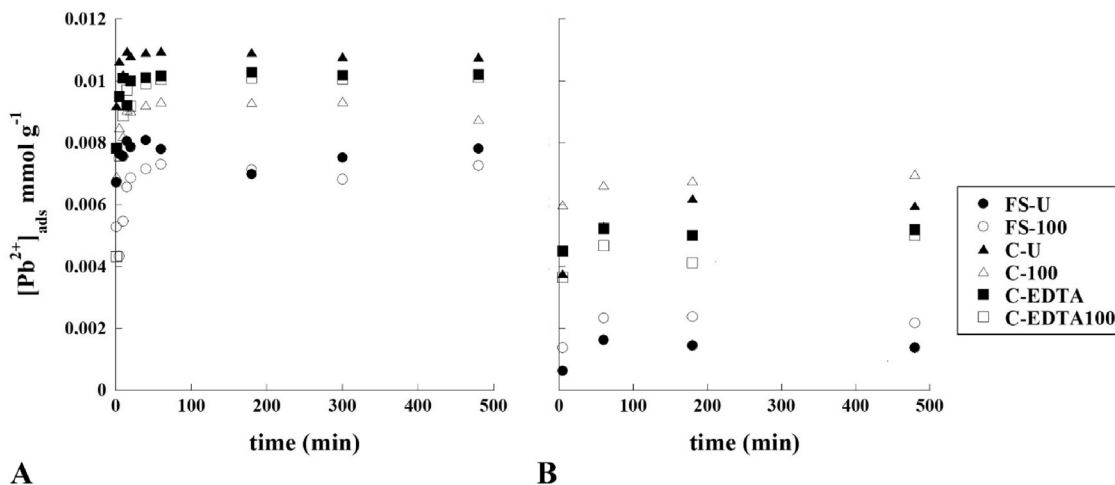 0.012
0.01
0.008
0.006
0.004
0.002
0
[Pb²⁺]ads mmol g⁻¹
0 100 200 300 400 500
time (min)
A
0 100 200 300 400 500
time (min)
B
FS-U
FS-100
C-U
C-100
C-EDTA
C-EDTA100